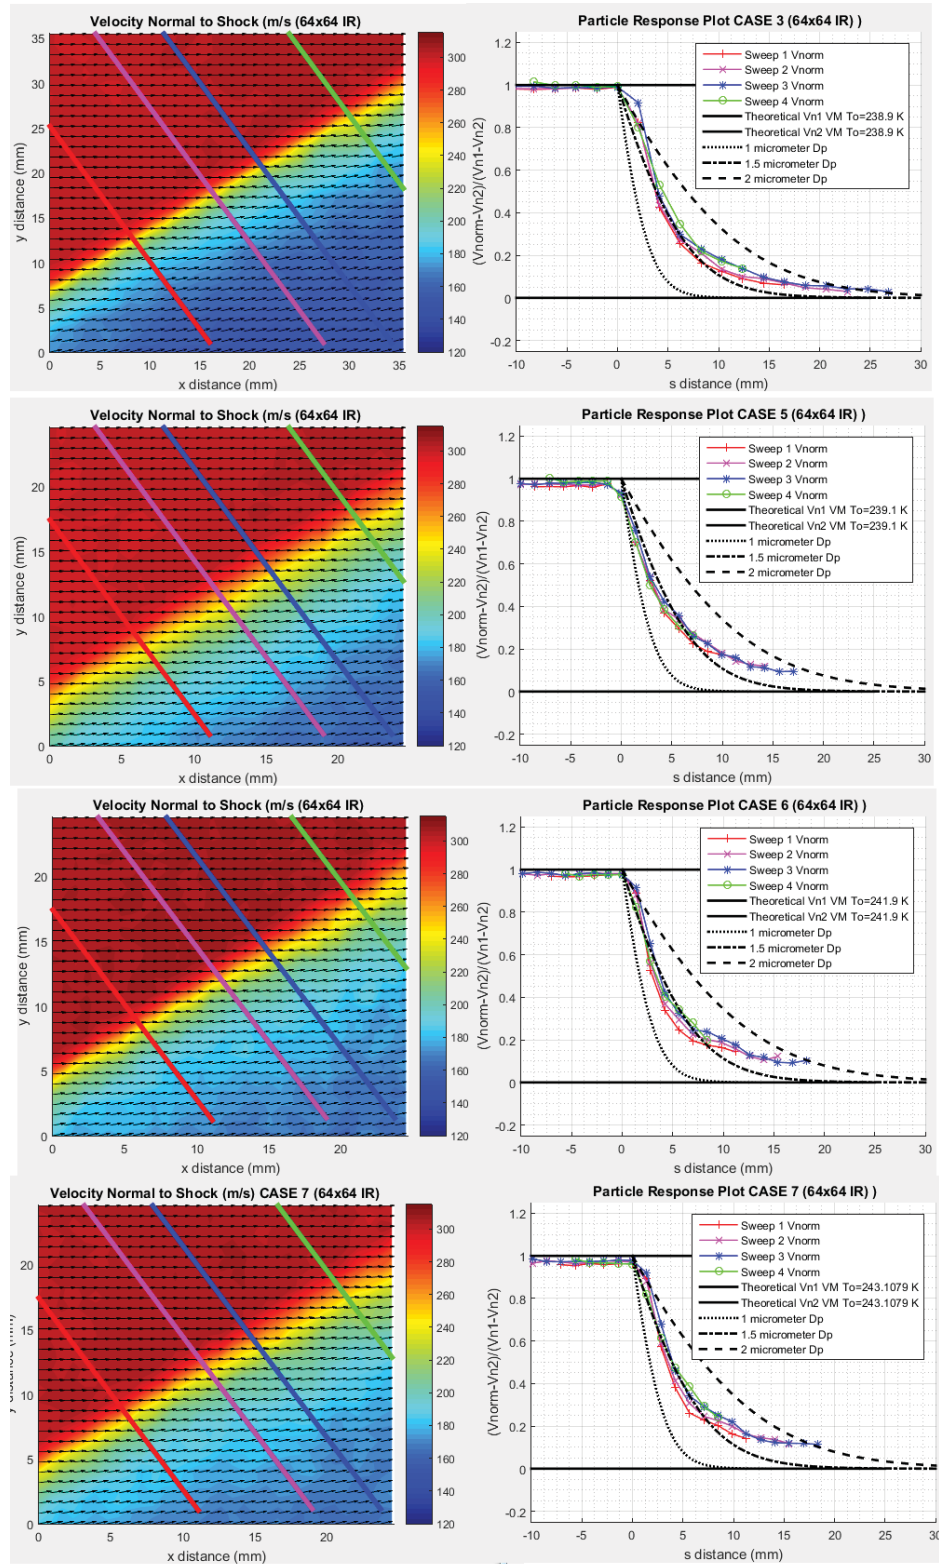 Velocity Normal to Shock (m/s (64x64 IR)
35
30
25
20
15
10
5
0
y distance (mm)
0 5 10 15 20 25 30 35
x distance (mm)
300
280
260
240
220
200
180
160
140
120
Particle Response Plot CASE 3 (64x64 IR) )
1.2
1
0.8
0.6
0.4
0.2
0
-0.2
(Vnorm-Vn2)/(Vn1-Vn2)
-10 -5 0 5 10 15 20 25 30
s distance (mm)
Sweep 1 Vnorm
Sweep 2 Vnorm
Sweep 3 Vnorm
Sweep 4 Vnorm
Theoretical Vn1 VM To=238.9 K
Theoretical Vn2 VM To=238.9 K
1 micrometer Dp
1.5 micrometer Dp
2 micrometer Dp
Velocity Normal to Shock (m/s (64x64 IR)
20
15
10
5
0
y distance (mm)
0 5 10 15 20
x distance (mm)
300
280
260
240
220
200
180
160
140
120
Particle Response Plot CASE 5 (64x64 IR) )
1.2
1
0.8
0.6
0.4
0.2
0
-0.2
(Vnorm-Vn2)/(Vn1-Vn2)
-10 -5 0 5 10 15 20 25 30
s distance (mm)
Sweep 1 Vnorm
Sweep 2 Vnorm
Sweep 3 Vnorm
Sweep 4 Vnorm
Theoretical Vn1 VM To=239.1 K
Theoretical Vn2 VM To=239.1 K
1 micrometer Dp
1.5 micrometer Dp
2 micrometer Dp
Velocity Normal to Shock (m/s (64x64 IR)
20
15
10
5
0
y distance (mm)
0 5 10 15 20
x distance (mm)
300
280
260
240
220
200
180
160
140
120
Particle Response Plot CASE 6 (64x64 IR) )
1.2
1
0.8
0.6
0.4
0.2
0
-0.2
(Vnorm-Vn2)/(Vn1-Vn2)
-10 -5 0 5 10 15 20 25 30
s distance (mm)
Sweep 1 Vnorm
Sweep 2 Vnorm
Sweep 3 Vnorm
Sweep 4 Vnorm
Theoretical Vn1 VM To=241.9 K
Theoretical Vn2 VM To=241.9 K
1 micrometer Dp
1.5 micrometer Dp
2 micrometer Dp
Velocity Normal to Shock (m/s) CASE 7 (64x64 IR)
20
15
10
5
0
y distance (mm)
0 5 10 15 20
x distance (mm)
300
280
260
240
220
200
180
160
140
120
Particle Response Plot CASE 7 (64x64 IR) )
1.2
1
0.8
0.6
0.4
0.2
0
-0.2
(Vnorm-Vn2)/(Vn1-Vn2)
-10 -5 0 5 10 15 20 25 30
s distance (mm)
Sweep 1 Vnorm
Sweep 2 Vnorm
Sweep 3 Vnorm
Sweep 4 Vnorm
Theoretical Vn1 VM To=243.1079 K
Theoretical Vn2 VM To=243.1079 K
1 micrometer Dp
1.5 micrometer Dp
2 micrometer Dp